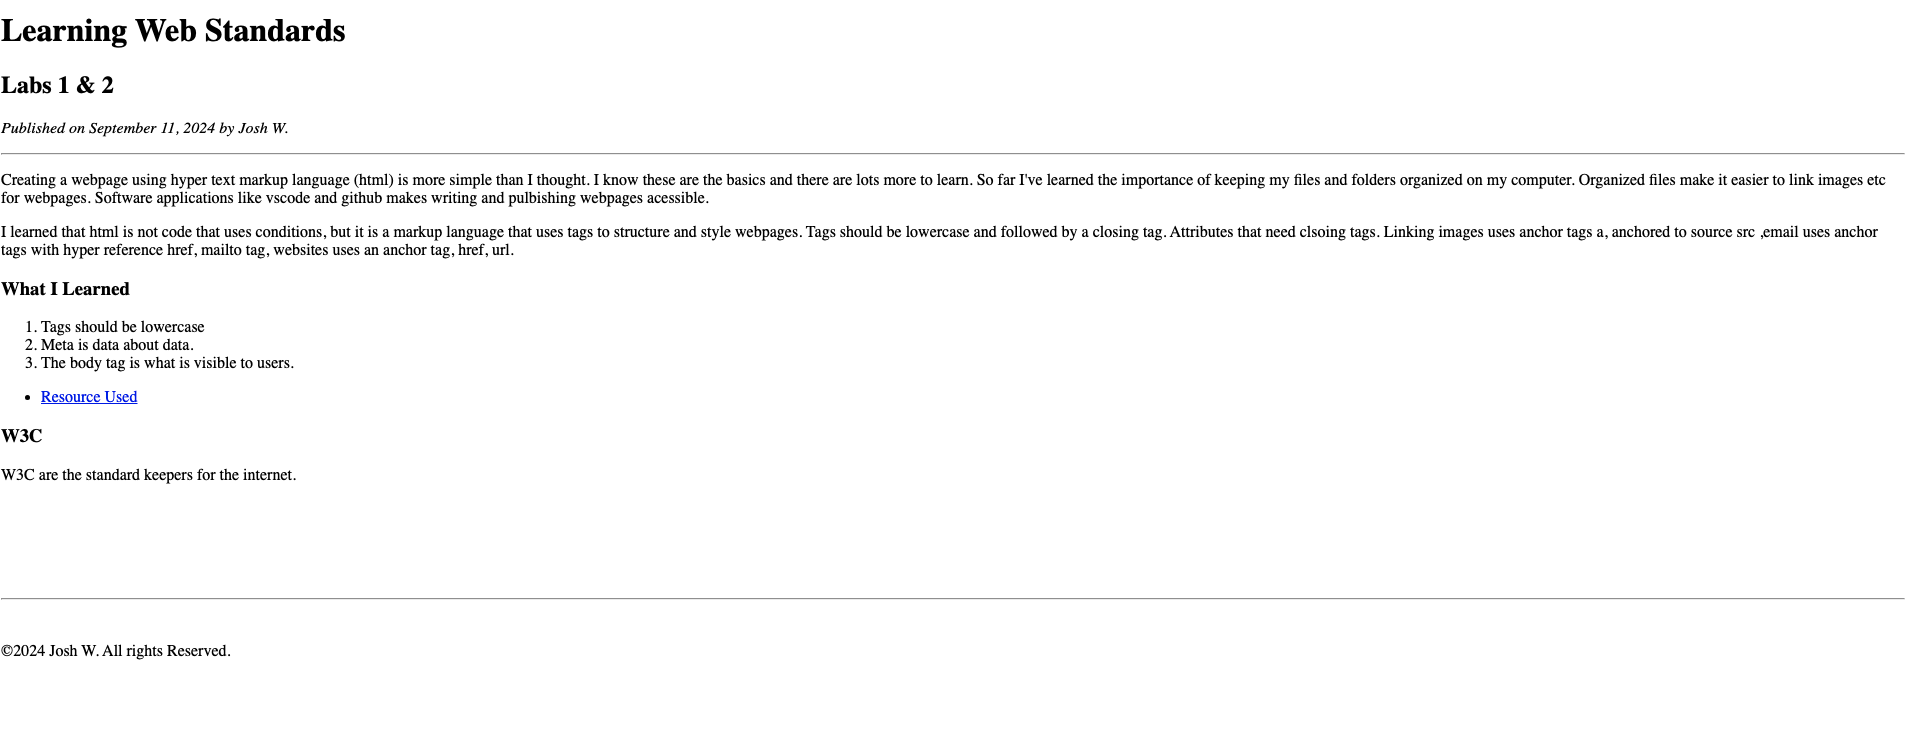 Learning Web Standards
Labs 1 & 2
Published on September 11, 2024 by Josh W.
Creating a webpage using hyper text markup language (html) is more simple than I thought. I know these are the basics and there are lots more to learn. So far I've learned the importance of keeping my files and folders organized on my computer. Organized files make it easier to link images etc
for webpages. Software applications like vscode and github makes writing and pulbishing webpages acessible.
I learned that html is not code that uses conditions, but it is a markup language that uses tags to structure and style webpages. Tags should be lowercase and followed by a closing tag. Attributes that need clsoing tags. Linking images uses anchor tags a, anchored to source src ,email uses anchor
tags with hyper reference href, mailto tag, websites uses an anchor tag, href, url.
What I Learned
1. Tags should be lowercase
2. Meta is data about data.
3. The body tag is what is visible to users.
• Resource Used
W3C
W3C are the standard keepers for the internet.
©2024 Josh W. All rights Reserved.